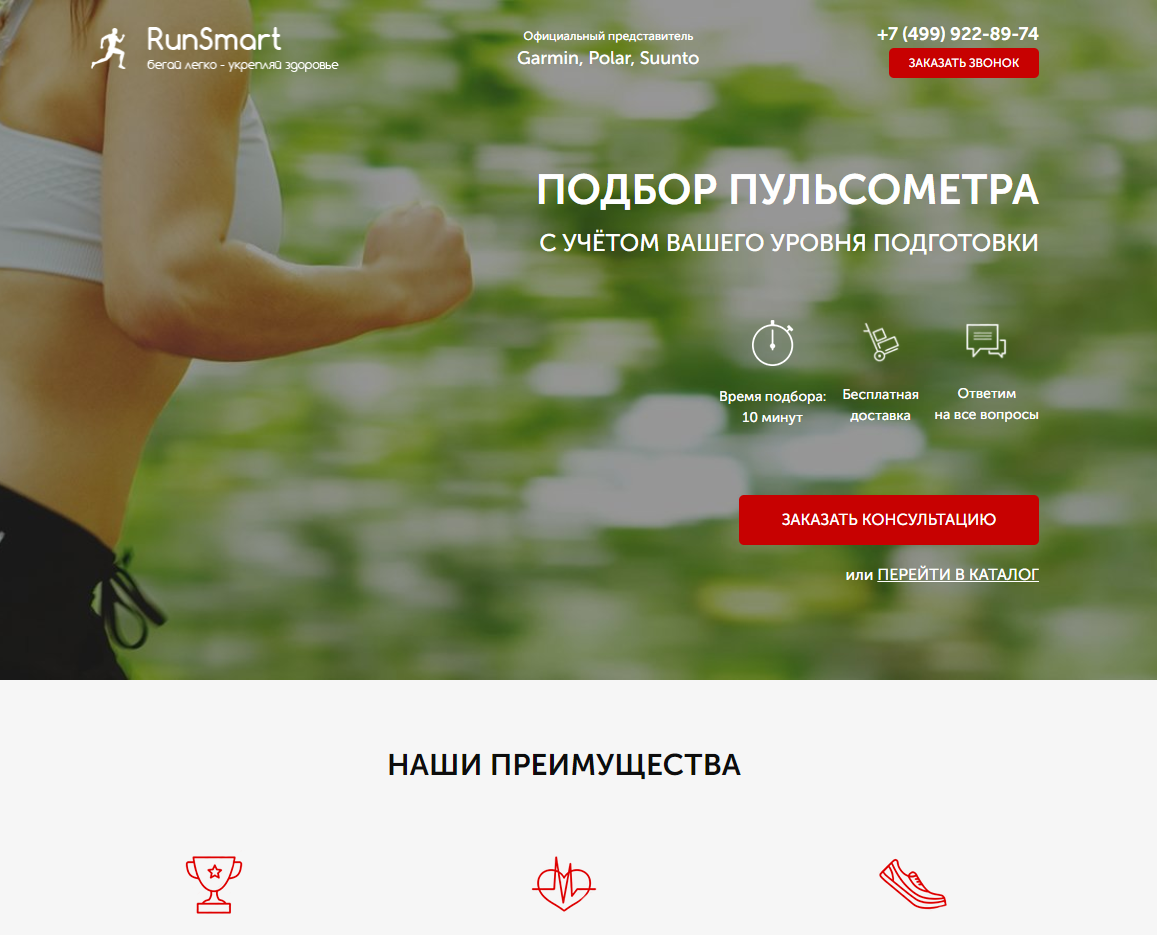 RunSmart
бегай легко - укрепляй здоровье
Официальный представитель
Garmin, Polar, Suunto
+7 (499) 922-89-74
ЗАКАЗАТЬ ЗВОНОК
ПОДБОР ПУЛЬСОМЕТРА
С УЧЁТОМ ВАШЕГО УРОВНЯ ПОДГОТОВКИ
Время подбора:
10 минут
Бесплатная
доставка
Ответим
на все вопросы
ЗАКАЗАТЬ КОНСУЛЬТАЦИЮ
или ПЕРЕЙТИ В КАТАЛОГ
НАШИ ПРЕИМУЩЕСТВА